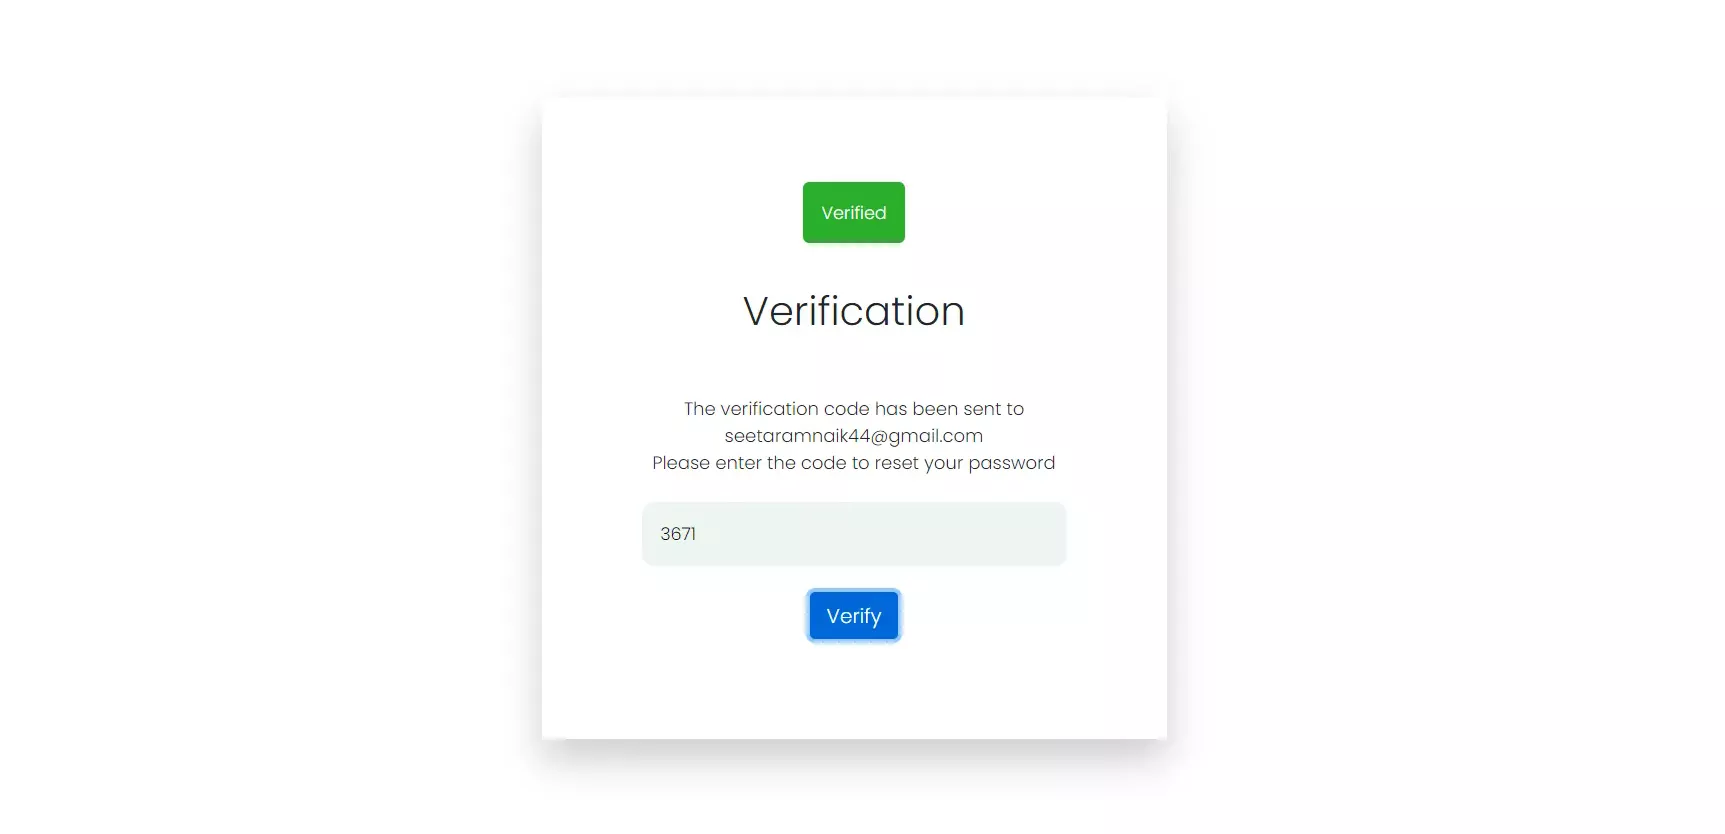 Verified
Verification
The verification code has been sent to
seetaramnaik44@gmail.com
Please enter the code to reset your password
3671
Verify